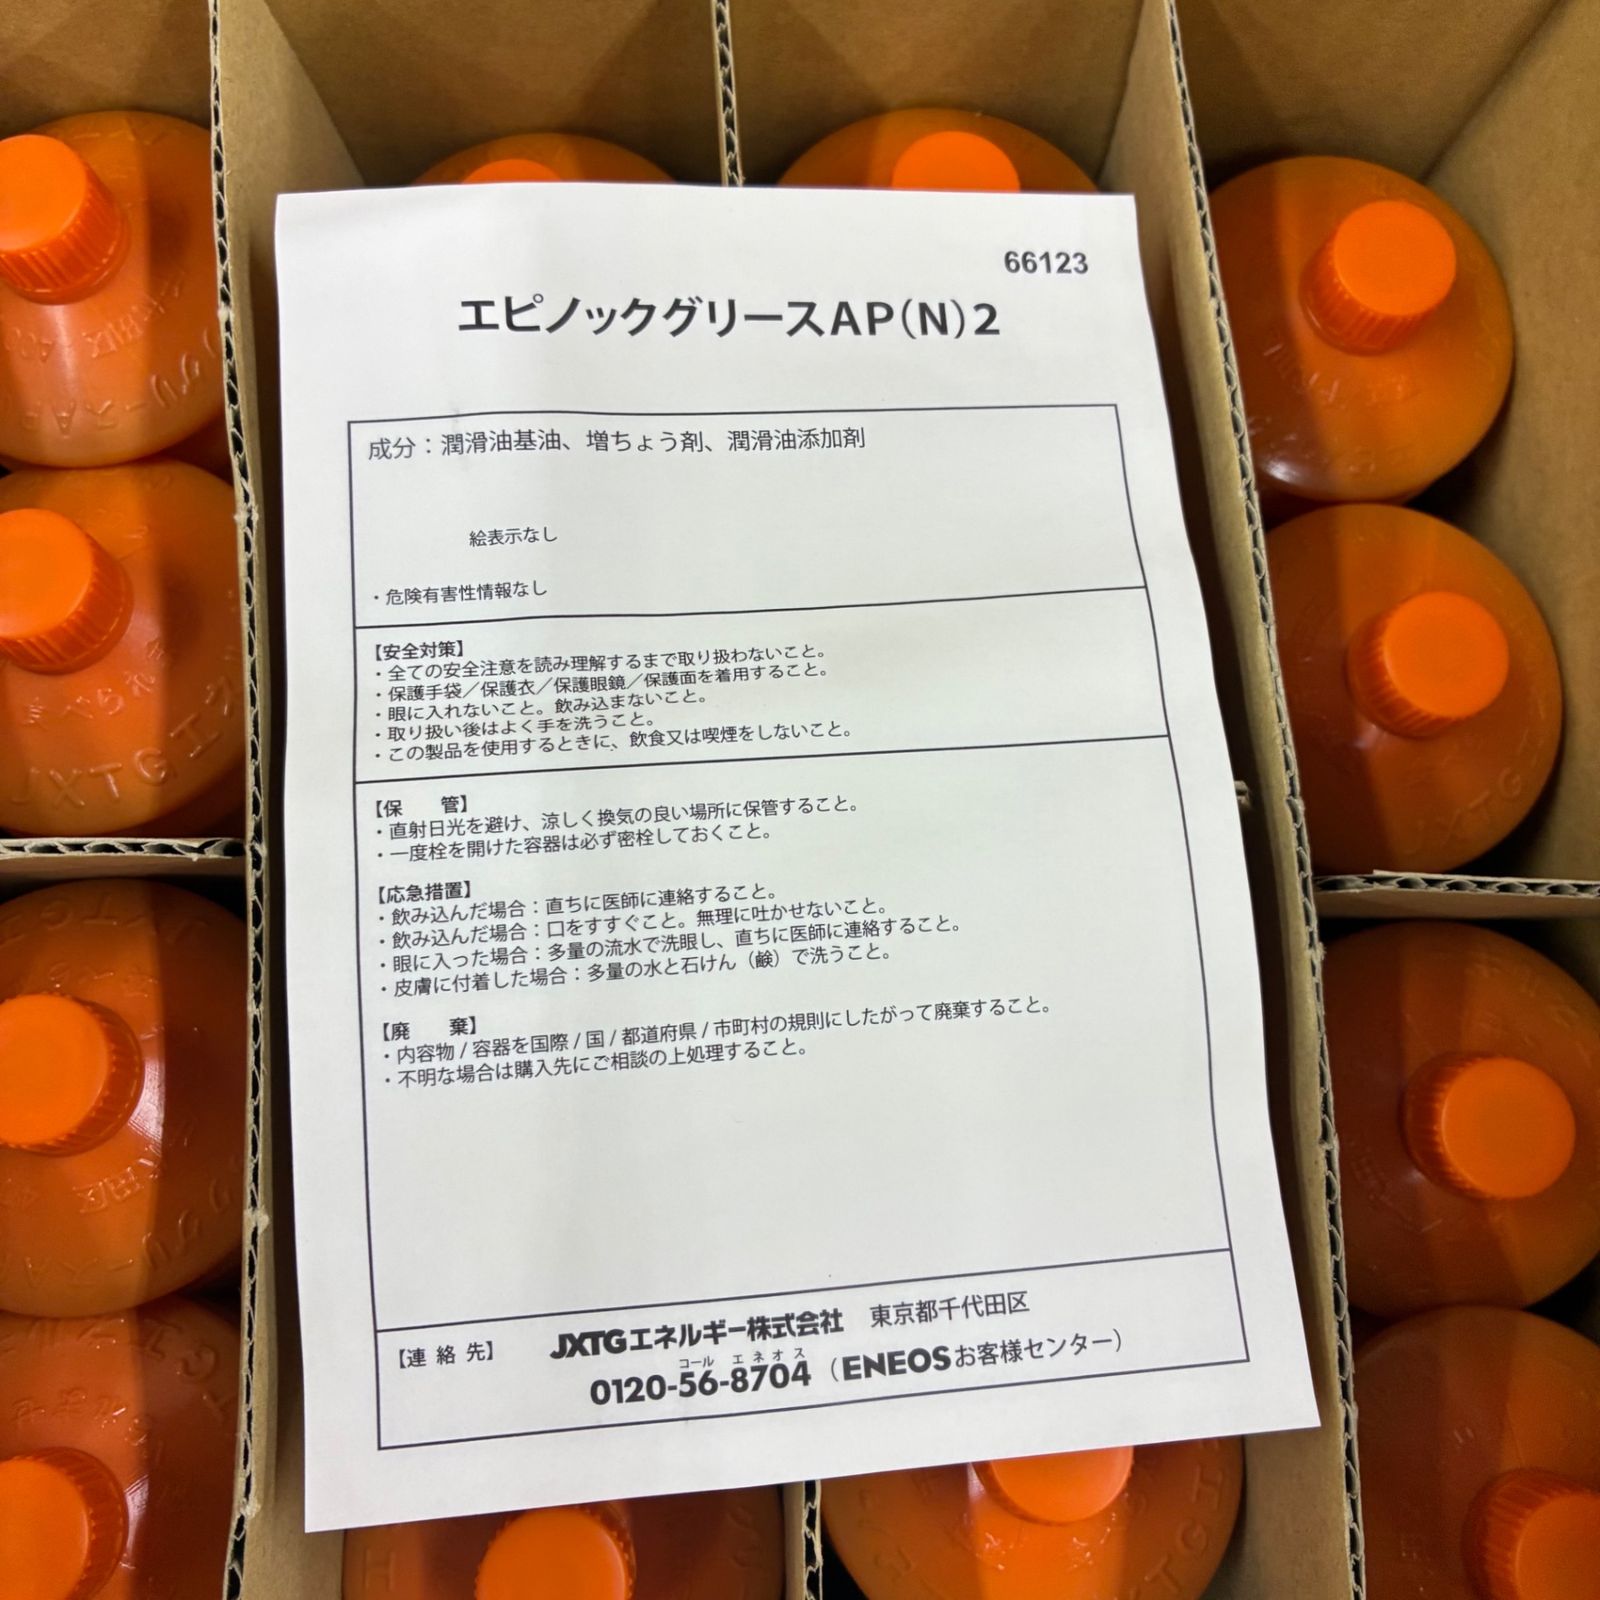 66123
エピノックグリースAP(N)2
成分：潤滑油基油、増ちょう剤、潤滑油添加剤
絵表示なし
・危険有害性情報なし
【安全対策】
・全ての安全注意を読み理解するまで取り扱わないこと。
・保護手袋／保護衣／保護眼鏡／保護面を着用すること。
・眼に入れないこと。飲み込まないこと。
・取り扱い後はよく手を洗うこと。
・この製品を使用するときに、飲食又は喫煙をしないこと。
【保　管】
・直射日光を避け、涼しく換気の良い場所に保管すること。
・一度栓を開けた容器は必ず密栓しておくこと。
【応急措置】
・飲み込んだ場合：直ちに医師に連絡すること。
・飲み込んだ場合：口をすすぐこと。無理に吐かせないこと。
・眼に入った場合：多量の流水で洗眼し、直ちに医師に連絡すること。
・皮膚に付着した場合：多量の水と石けん（鹸）で洗うこと。
【廃　棄】
・内容物 / 容器を国際 / 国 / 都道府県 / 市町村の規則にしたがって廃棄すること。
・不明な場合は購入先にご相談の上処理すること。
【連 絡 先】
JXTGエネルギー株式会社　東京都千代田区
コール　エネオス
0120-56-8704（ENEOSお客様センター）
JXTGエ